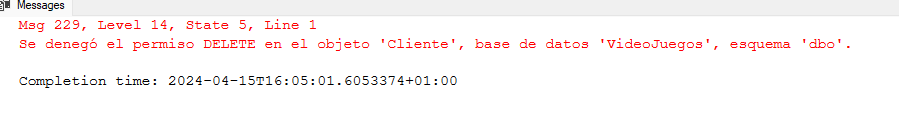 Messages
Msg 229, Level 14, State 5, Line 1
Se denegó el permiso DELETE en el objeto 'Cliente', base de datos 'VideoJuegos', esquema 'dbo'.
Completion time: 2024-04-15T16:05:01.6053374+01:00